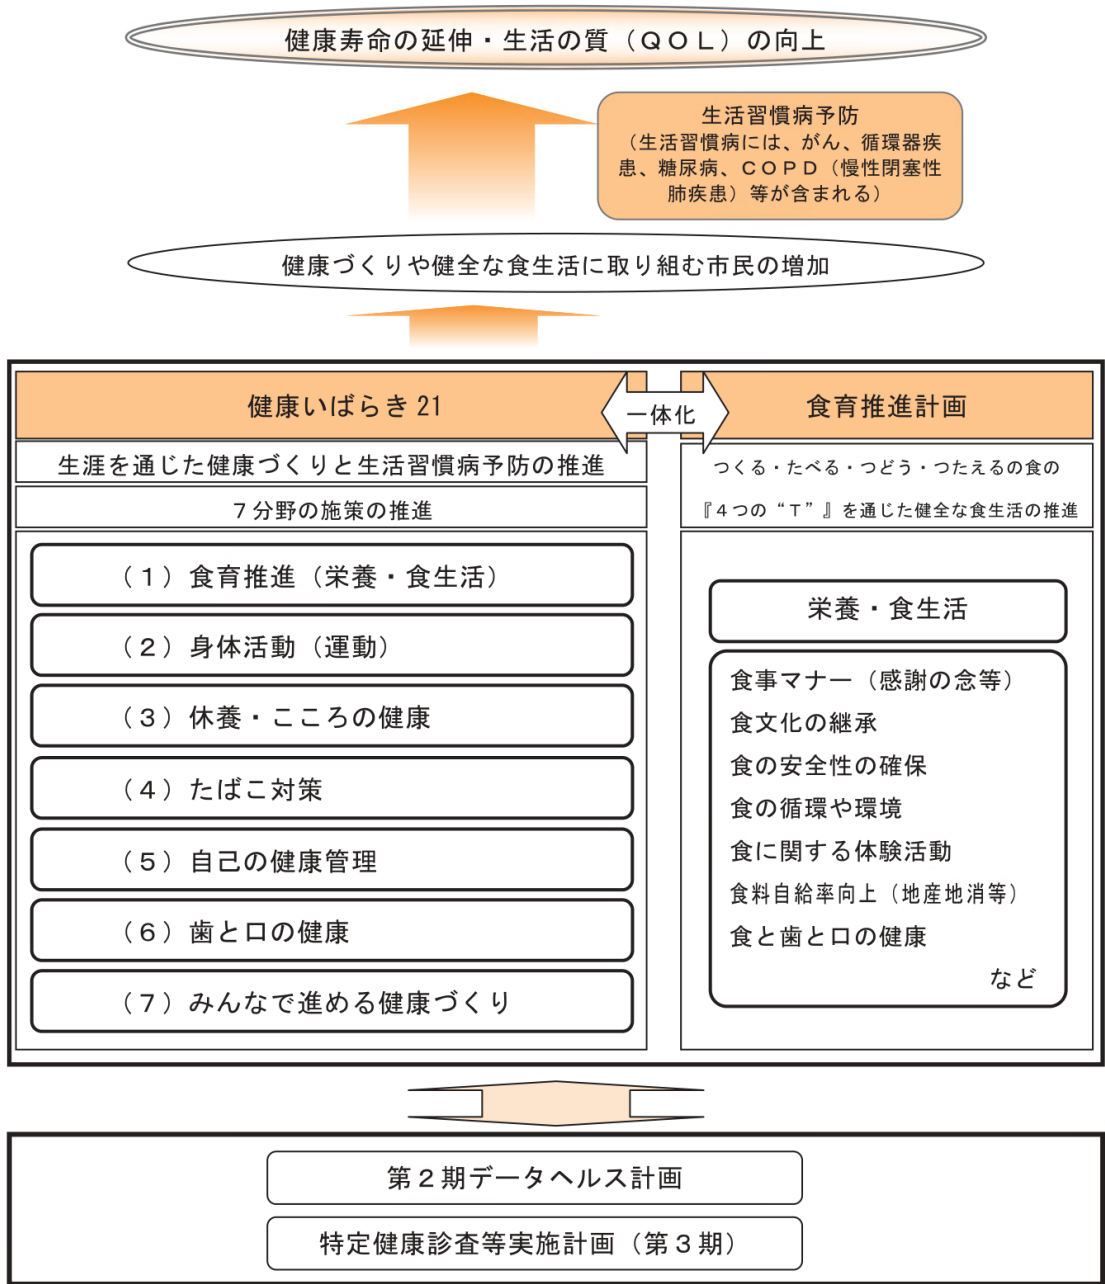 健康寿命の延伸・生活の質（ＱＯＬ）の向上
生活習慣病予防
（生活習慣病には、がん、循環器疾
患、糖尿病、ＣＯＰＤ（慢性閉塞性
肺疾患）等が含まれる）
健康づくりや健全な食生活に取り組む市民の増加
健康いばらき 21
一体化
食育推進計画
生涯を通じた健康づくりと生活習慣病予防の推進
７分野の施策の推進
つくる・たべる・つどう・つたえるの食の
『４つの“Ｔ”』を通じた健全な食生活の推進
（１）食育推進（栄養・食生活）
（２）身体活動（運動）
（３）休養・こころの健康
（４）たばこ対策
（５）自己の健康管理
（６）歯と口の健康
（７）みんなで進める健康づくり
栄養・食生活
食事マナー（感謝の念等）
食文化の継承
食の安全性の確保
食の循環や環境
食に関する体験活動
食料自給率向上（地産地消等）
食と歯と口の健康
など
第２期データヘルス計画
特定健康診査等実施計画（第３期）